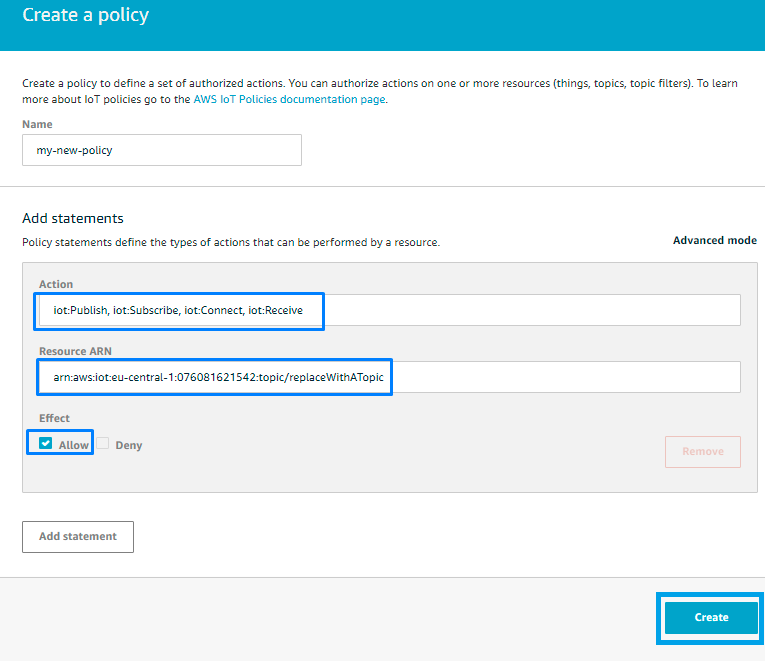 Create a policy
Create a policy to define a set of authorized actions. You can authorize actions on one or more resources (things, topics, topic filters). To learn
more about IoT policies go to the AWS IoT Policies documentation page.
Name
my-new-policy
Add statements
Policy statements define the types of actions that can be performed by a resource.
Advanced mode
Action
iot:Publish, iot:Subscribe, iot:Connect, iot:Receive
Resource ARN
arn:aws:iot:eu-central-1:076081621542:topic/replaceWithATopic
Effect
Allow Deny
Remove
Add statement
Create